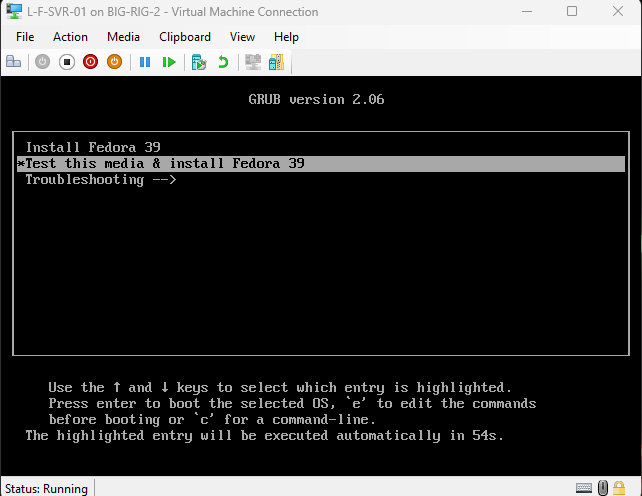 L-F-SVR-01 on BIG-RIG-2 - Virtual Machine Connection
File Action Media Clipboard View Help
GRUB version 2.06
Install Fedora 39
*Test this media & install Fedora 39
Troubleshooting -->
Use the ↑ and ↓ keys to select which entry is highlighted.
Press enter to boot the selected OS, `e' to edit the commands
before booting or `c' for a command-line.
The highlighted entry will be executed automatically in 54s.
Status: Running